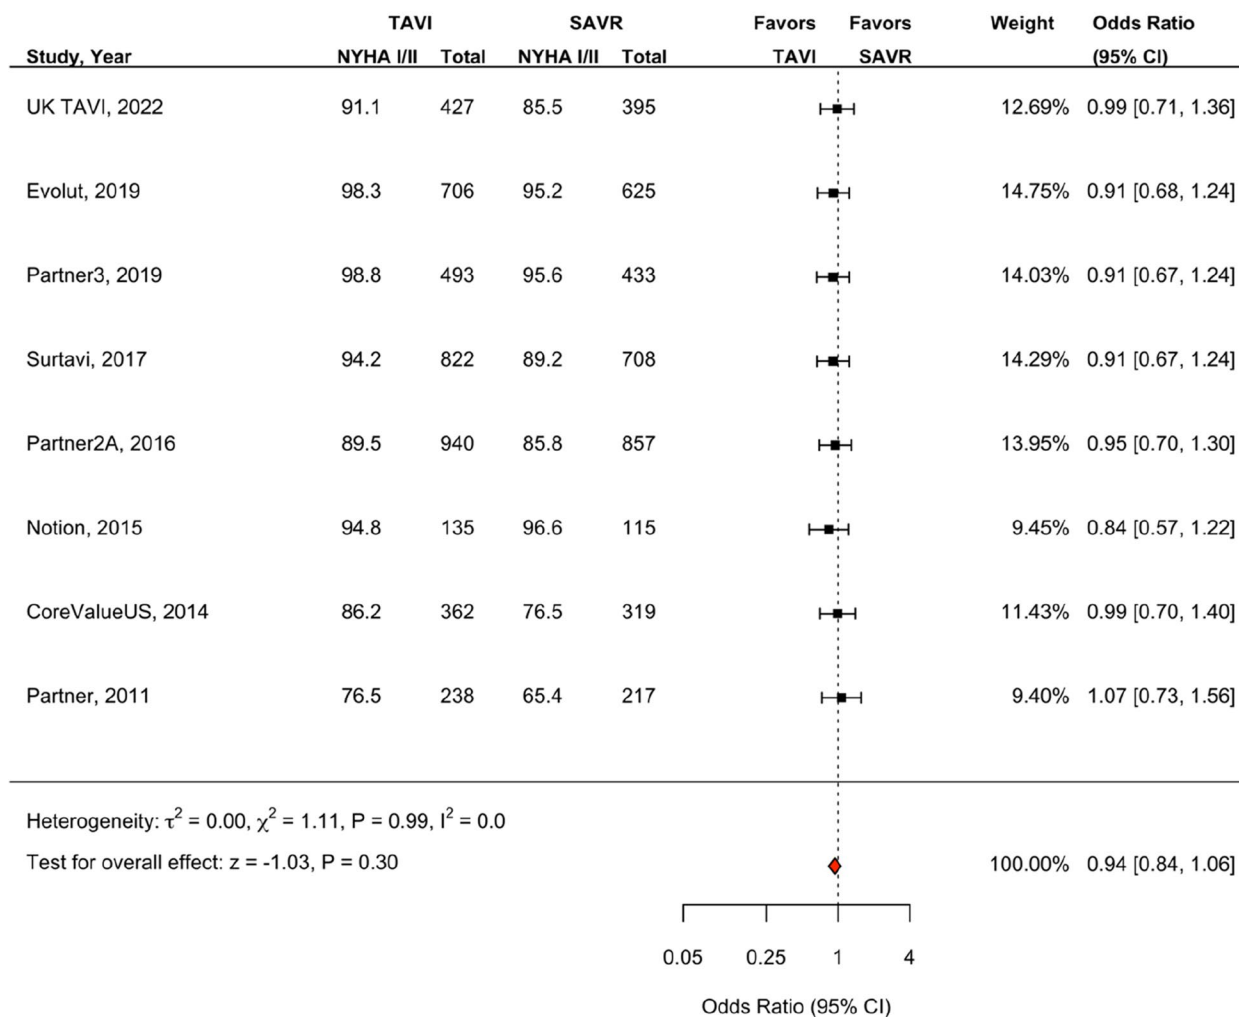 TAVI SAVR Favors Favors Weight Odds Ratio
Study, Year NYHA I/II Total NYHA I/II Total TAVI SAVR (95% CI)
UK TAVI, 2022 91.1 427 85.5 395 12.69% 0.99 [0.71, 1.36]
Evolut, 2019 98.3 706 95.2 625 14.75% 0.91 [0.68, 1.24]
Partner3, 2019 98.8 493 95.6 433 14.03% 0.91 [0.67, 1.24]
Surtavi, 2017 94.2 822 89.2 708 14.29% 0.91 [0.67, 1.24]
Partner2A, 2016 89.5 940 85.8 857 13.95% 0.95 [0.70, 1.30]
Notion, 2015 94.8 135 96.6 115 9.45% 0.84 [0.57, 1.22]
CoreValueUS, 2014 86.2 362 76.5 319 11.43% 0.99 [0.70, 1.40]
Partner, 2011 76.5 238 65.4 217 9.40% 1.07 [0.73, 1.56]
Heterogeneity: τ² = 0.00, χ² = 1.11, P = 0.99, I² = 0.0
Test for overall effect: z = -1.03, P = 0.30 100.00% 0.94 [0.84, 1.06]
0.05 0.25 1 4
Odds Ratio (95% CI)